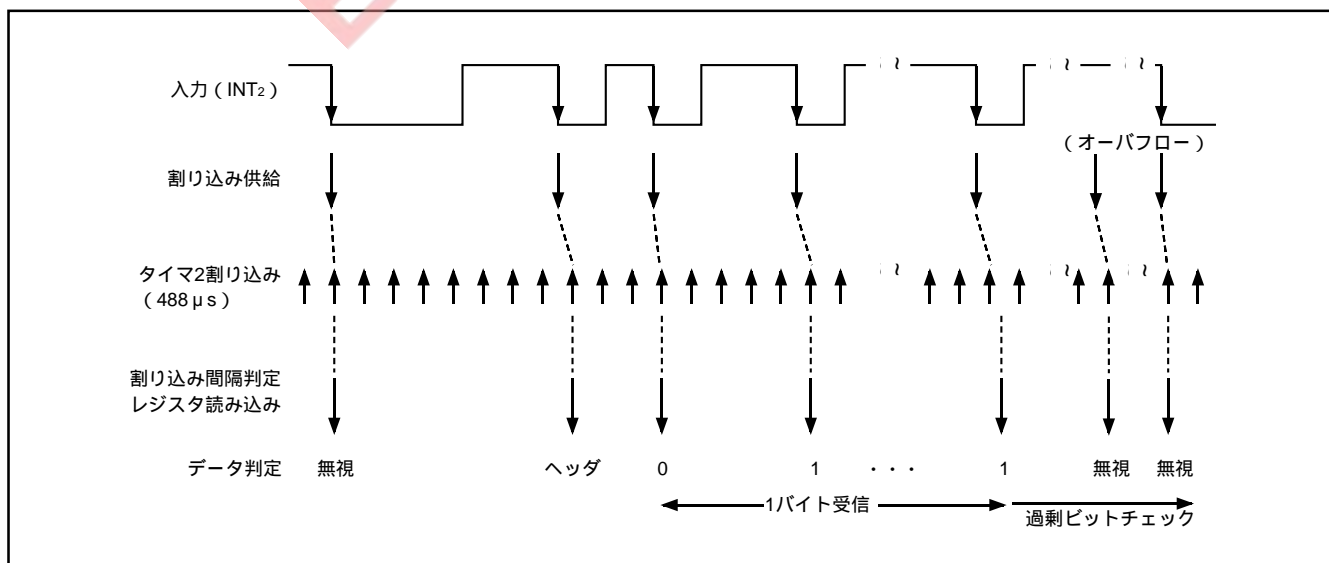 入力(INT2)
(オーバフロー)
割り込み供給
タイマ2割り込み
(488μs)
割り込み間隔判定
レジスタ読み込み
データ判定 無視 ヘッダ 0 1 ・・・ 1 無視 無視
1バイト受信
過剰ビットチェック